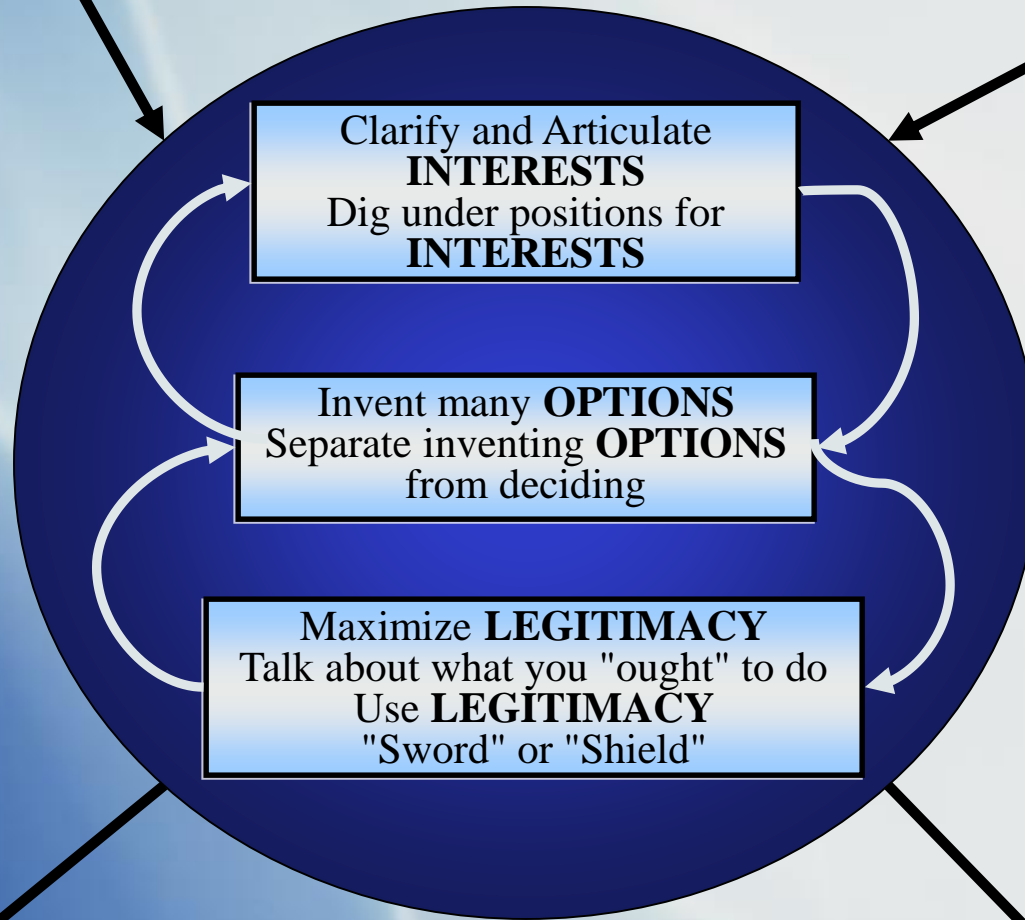 Clarify and Articulate
INTERESTS
Dig under positions for
INTERESTS
Invent many OPTIONS
Separate inventing OPTIONS
from deciding
Maximize LEGITIMACY
Talk about what you "ought" to do
Use LEGITIMACY
"Sword" or "Shield"